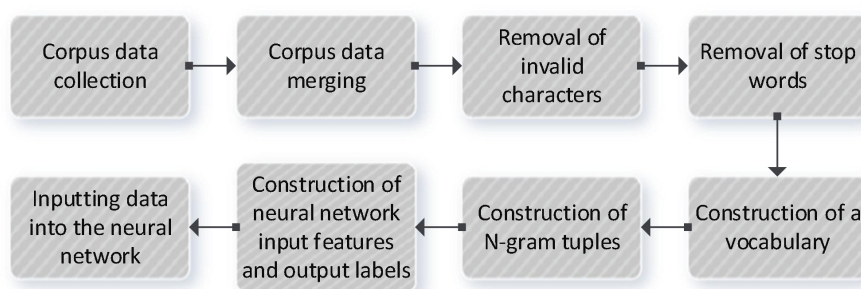 Corpus data
collection
Corpus data
merging
Removal of
invalid
characters
Removal of stop
words
Construction of a
vocabulary
Construction of
N-gram tuples
Construction of
neural network
input features
and output labels
Inputting data
into the neural
network